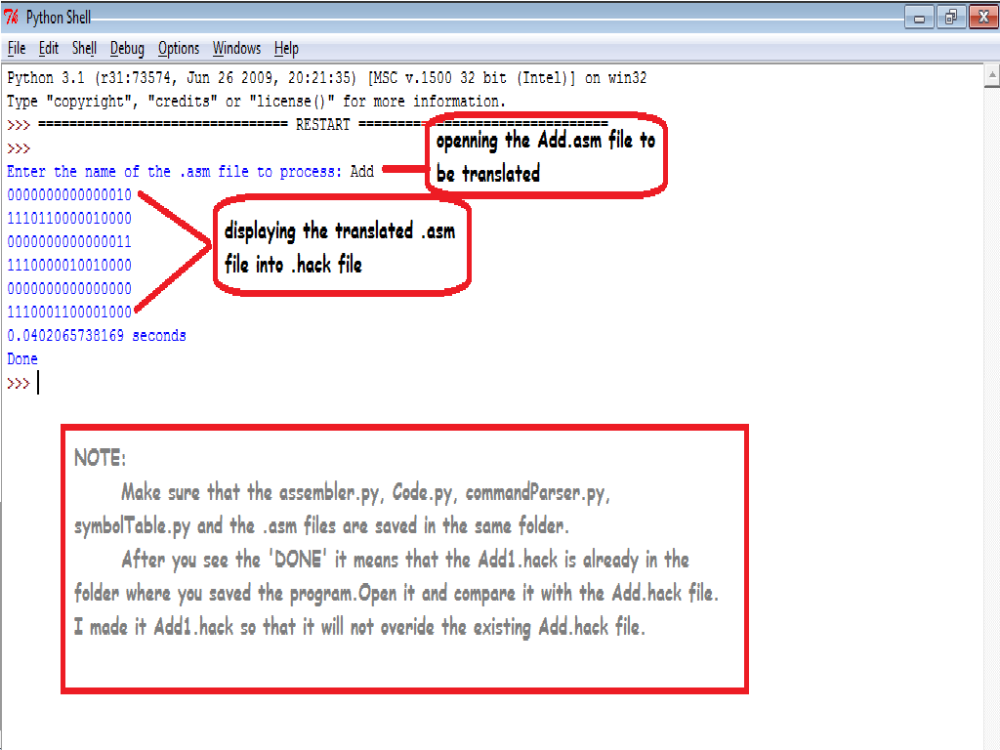 Python Shell
File Edit Shell Debug Options Windows Help
Python 3.1 (r31:73574, Jun 26 2009, 20:21:35) [MSC v.1500 32 bit (Intel)] on win32
Type "copyright", "credits" or "license()" for more information.
>>> ================================ RESTART ================================
>>>
Enter the name of the .asm file to process: Add
openning the Add.asm file to
be translated
0000000000000010
1110110000010000
0000000000000011
1110000010010000
0000000000000000
1110001100001000
displaying the translated .asm
file into .hack file
0.0402065738169 seconds
Done
>>>
NOTE:
Make sure that the assembler.py, Code.py, commandParser.py,
symbolTable.py and the .asm files are saved in the same folder.
After you see the 'DONE' it means that the Add1.hack is already in the
folder where you saved the program.Open it and compare it with the Add.hack file.
I made it Add1.hack so that it will not overide the existing Add.hack file.